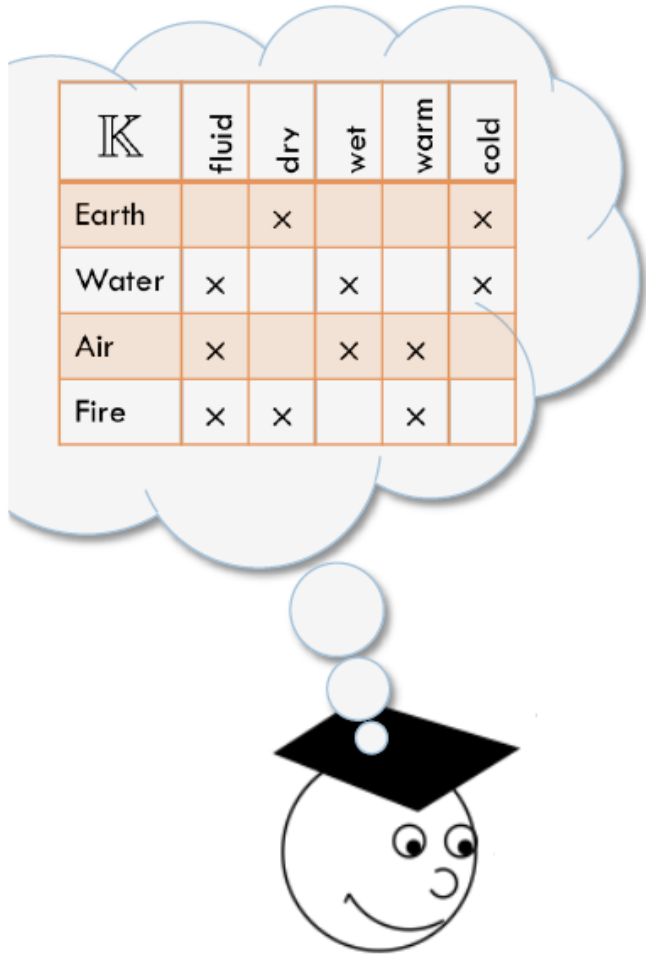 𝕂 fluid dry wet warm cold
Earth × ×
Water × × ×
Air × × ×
Fire × × ×